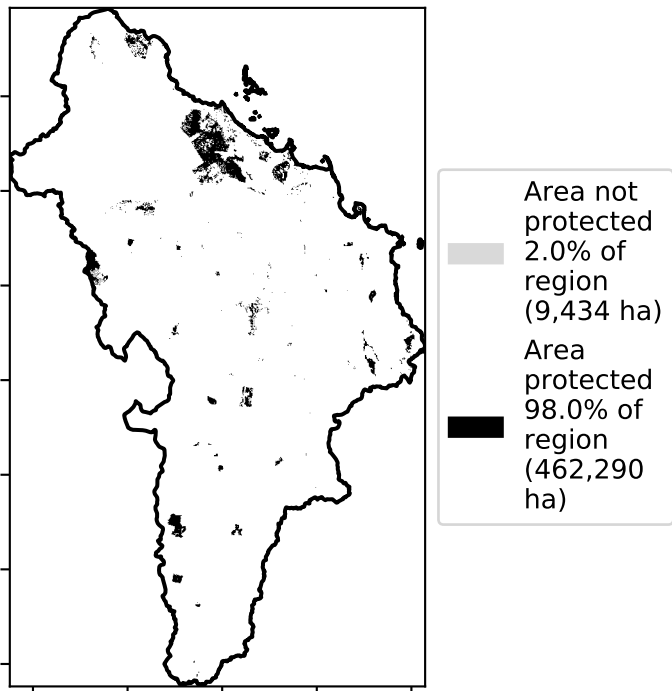 Area not
protected
2.0% of
region
(9,434 ha)
Area
protected
98.0% of
region
(462,290
ha)